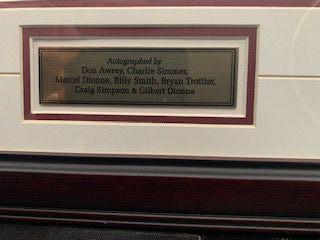 Autographed by
Don Awrey, Charlie Simmer,
Marcel Dionne, Billy Smith, Bryan Trottier,
Craig Simpson & Gilbert Dionne